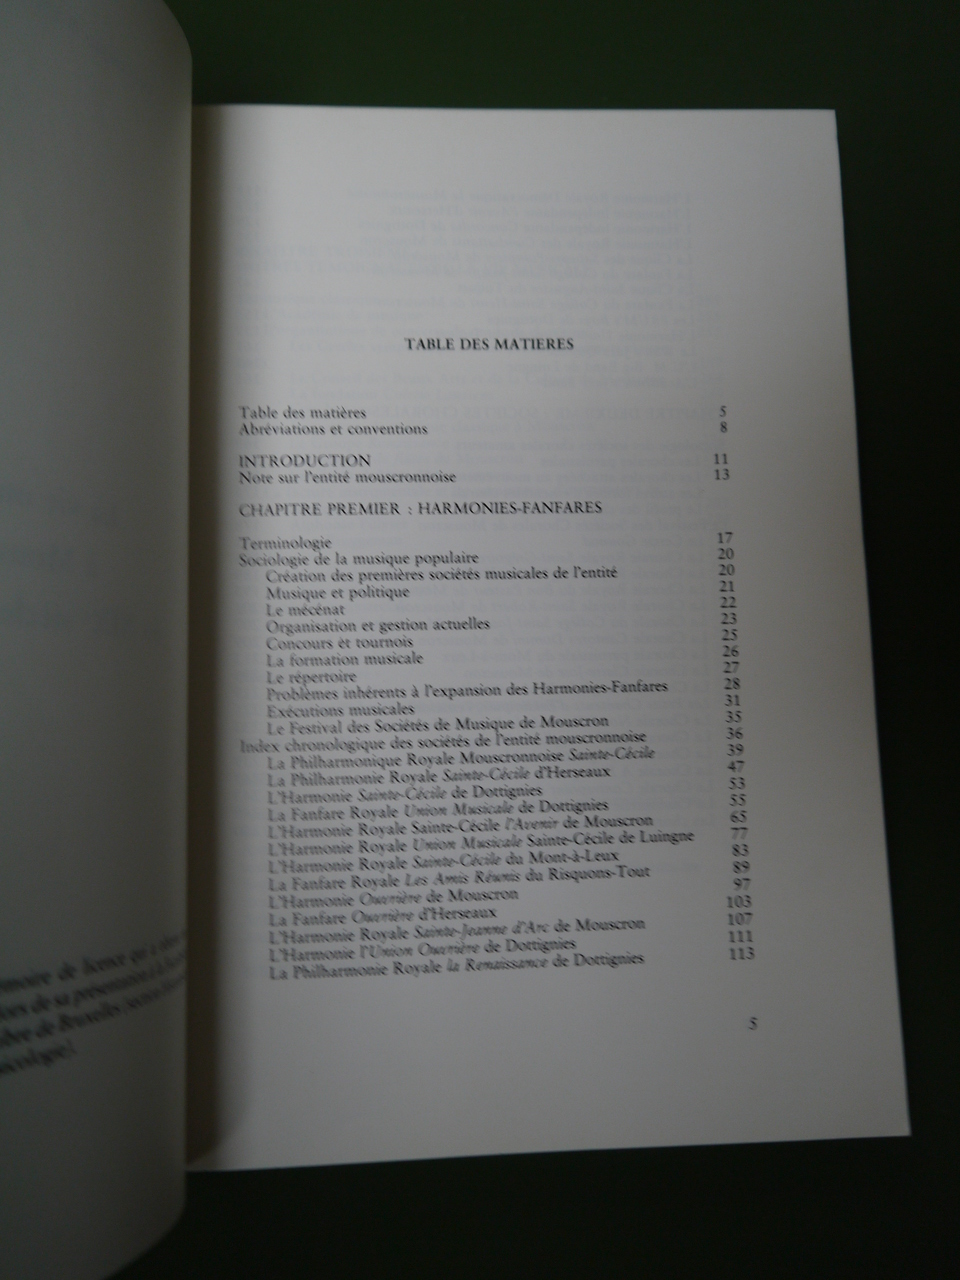 TABLE DES MATIERES
Table des matières 5
Abréviations et conventions 8
INTRODUCTION 11
Note sur l'entité mouscronnoise 13
CHAPITRE PREMIER : HARMONIES-FANFARES
Terminologie 17
Sociologie de la musique populaire 20
Création des premières sociétés musicales de l'entité 20
Musique et politique 21
Le mécénat 22
Organisation et gestion actuelles 23
Concours et tournois 25
La formation musicale 26
Le répertoire 27
Problèmes inhérents à l'expansion des Harmonies-Fanfares 28
Exécutions musicales 31
Le Festival des Sociétés de Musique de Mouscron 35
Index chronologique des sociétés de l'entité mouscronnoise 36
La Philharmonique Royale Mouscronnoise Sainte-Cécile 39
La Philharmonie Royale Sainte-Cécile d'Herseaux 47
L'Harmonie Sainte-Cécile de Dottignies 53
La Fanfare Royale Union Musicale de Dottignies 55
L'Harmonie Royale Sainte-Cécile l'Avenir de Mouscron 65
L'Harmonie Royale Union Musicale Sainte-Cécile de Luingne 77
L'Harmonie Royale Sainte-Cécile du Mont-à-Leux 83
La Fanfare Royale Les Amis Réunis du Risquons-Tout 89
L'Harmonie Ouvrière de Mouscron 97
La Fanfare Ouvrière d'Herseaux 103
L'Harmonie Royale Sainte-Jeanne d'Arc de Mouscron 107
L'Harmonie l'Union Ouvrière de Dottignies 111
La Philharmonie Royale la Renaissance de Dottignies 113
5
de licence qui a
de sa présentation à la
de Bruxelles